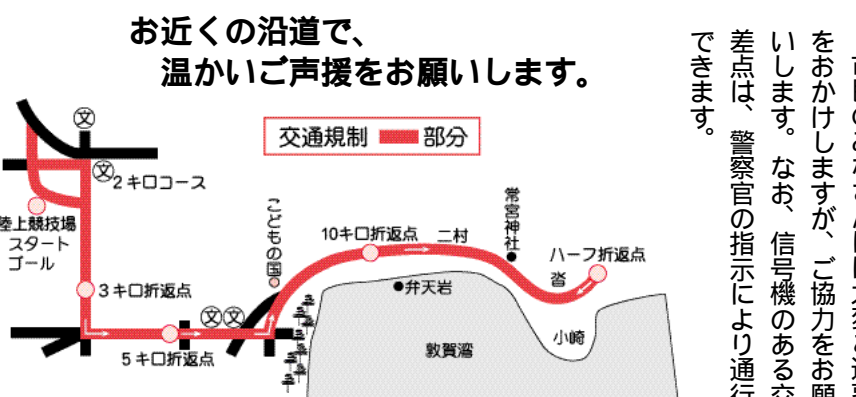 お近くの沿道で、
温かいご声援をお願いします。
をおかけしますが、ご協力をお願
いします。なお、信号機のある交
差点は、警察官の指示により通行
できます。
交通規制 部分
文
文
2キロコース
陸上競技場
スタート
ゴール
3キロ折返点
文文
5キロ折返点
こどもの国
10キロ折返点
二村
常宮神社
ハーフ折返点
沓
弁天岩
小崎
敦賀湾